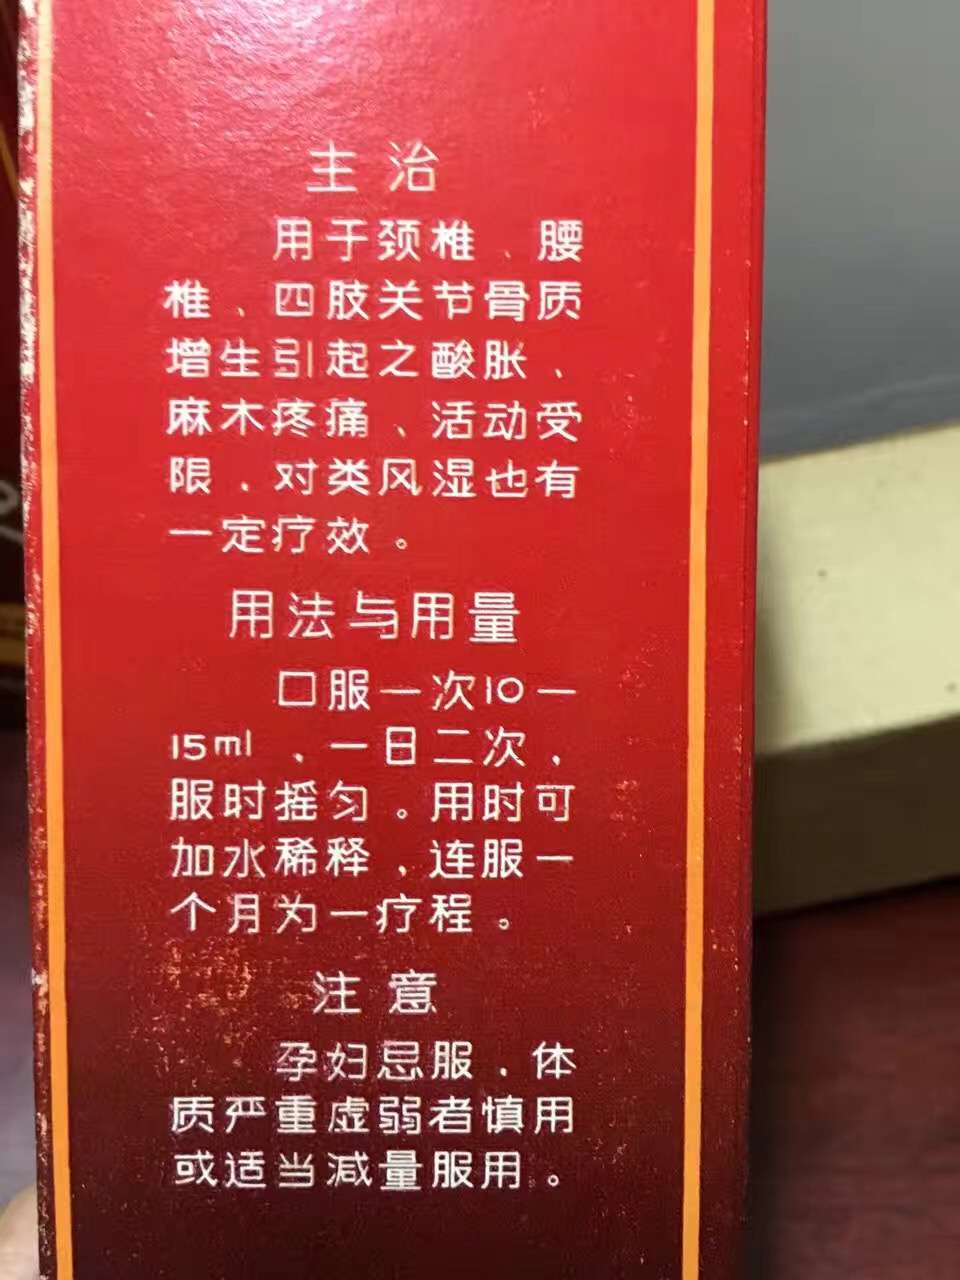 主治
用于颈椎、腰
椎、四肢关节骨质
增生引起之酸胀、
麻木疼痛、活动受
限，对类风湿也有
一定疗效。
用法与用量
口服一次10一
15ml，一日二次，
服时摇匀。用时可
加水稀释，连服一
个月为一疗程。
注意
孕妇忌服，体
质严重虚弱者慎用
或适当减量服用。